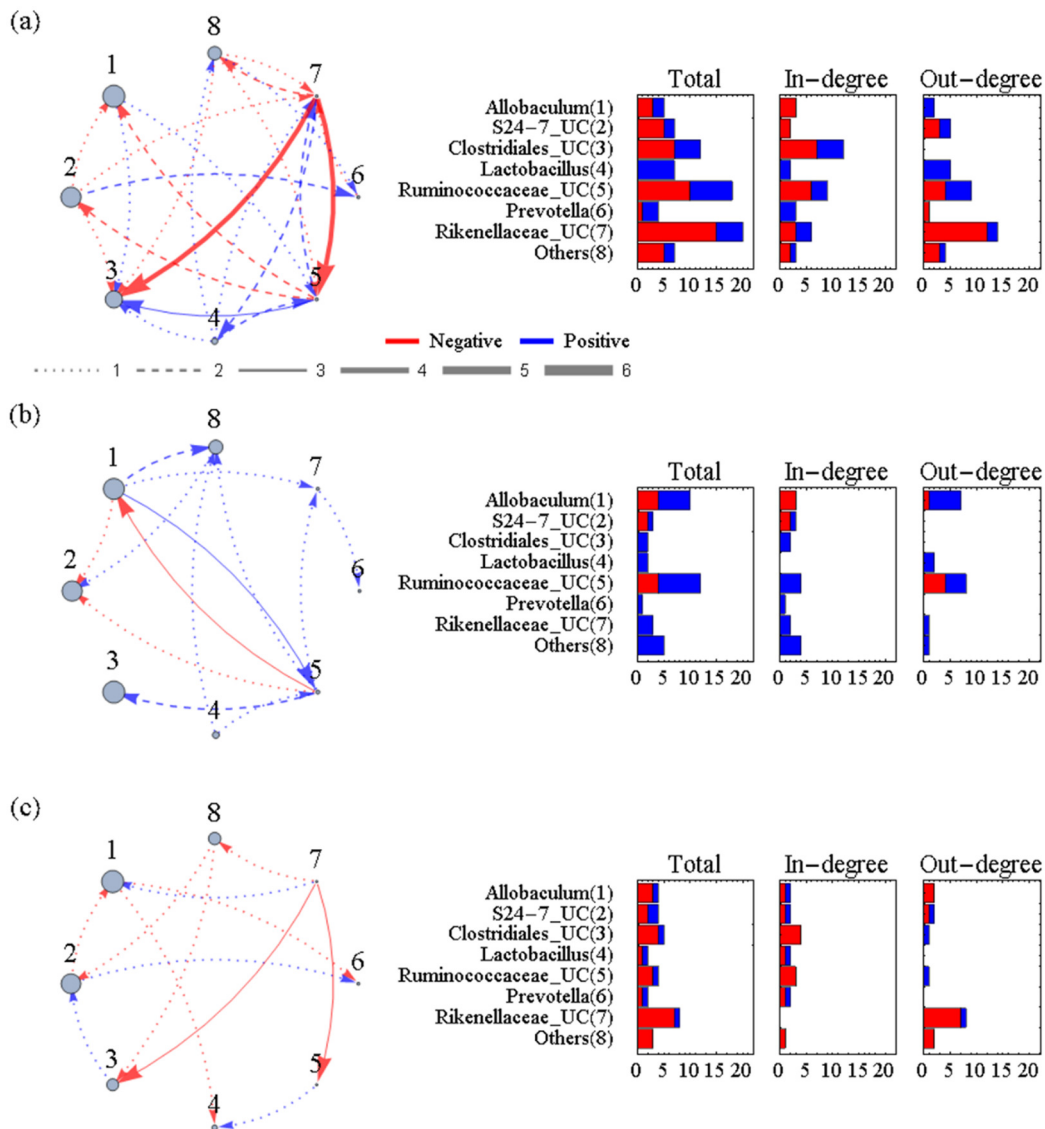 (a)
8
7
1
2
6
3
5
4
Total In-degree Out-degree
Allobaculum(1)
S24-7_UC(2)
Clostridiales_UC(3)
Lactobacillus(4)
Ruminococcaceae_UC(5)
Prevotella(6)
Rikenellaceae_UC(7)
Others(8)
0 5 10 15 20 0 5 10 15 20 0 5 10 15 20
Negative Positive
1 2 3 4 5 6
(b)
8
7
1
2
6
3
5
4
Total In-degree Out-degree
Allobaculum(1)
S24-7_UC(2)
Clostridiales_UC(3)
Lactobacillus(4)
Ruminococcaceae_UC(5)
Prevotella(6)
Rikenellaceae_UC(7)
Others(8)
0 5 10 15 20 0 5 10 15 20 0 5 10 15 20
(c)
8
7
1
2
6
3
5
4
Total In-degree Out-degree
Allobaculum(1)
S24-7_UC(2)
Clostridiales_UC(3)
Lactobacillus(4)
Ruminococcaceae_UC(5)
Prevotella(6)
Rikenellaceae_UC(7)
Others(8)
0 5 10 15 20 0 5 10 15 20 0 5 10 15 20